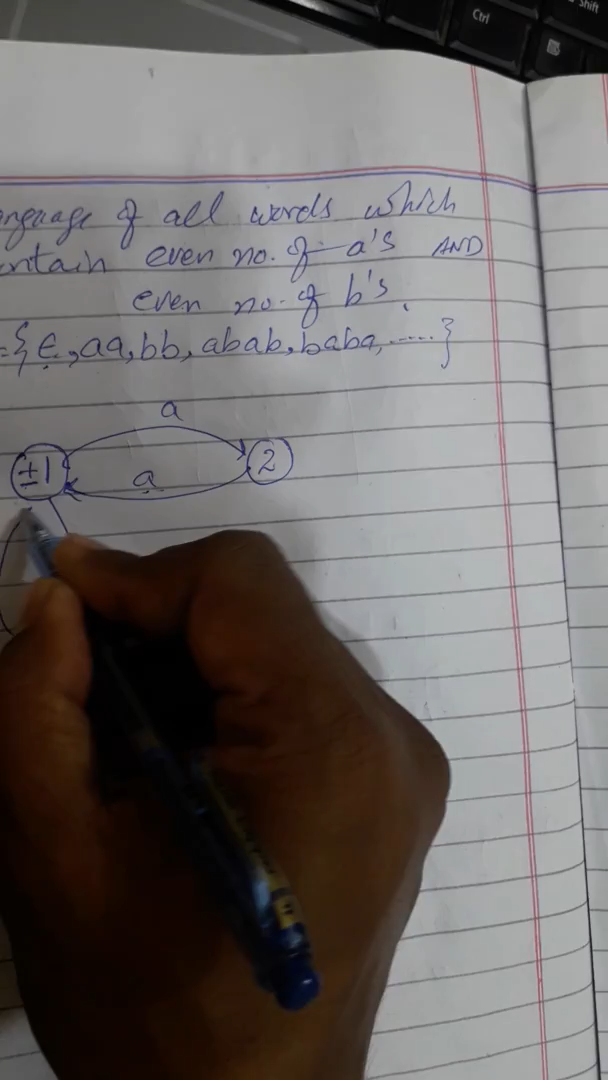 Ctrl
Shift
anguage of all words which
ntain even no. of a's AND
even no. of b's.
={ϵ, aa, bb, abab, baba, ......}
a
±1
2
a